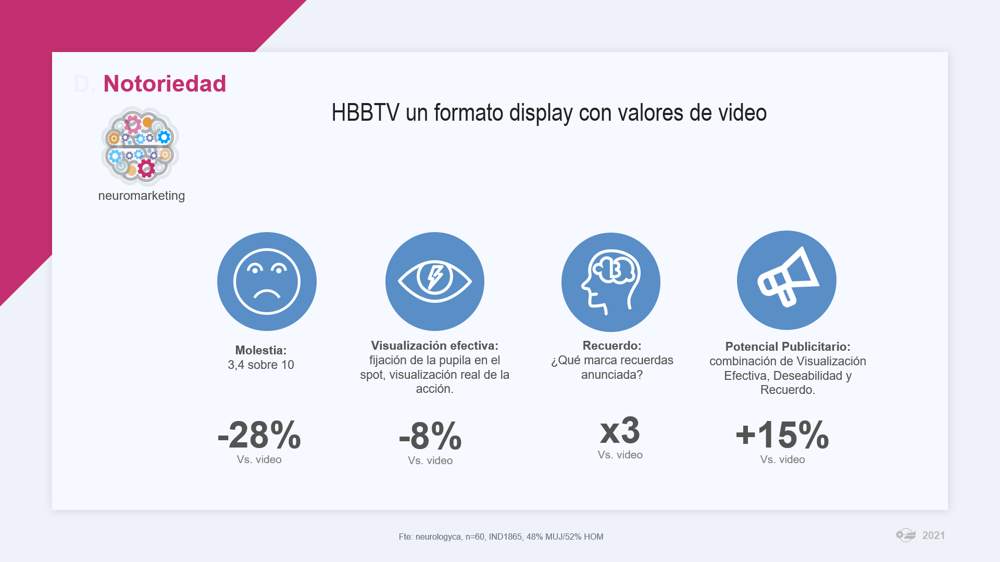 D. Notoriedad
HBBTV un formato display con valores de video
neuromarketing
Molestia:
3,4 sobre 10
-28%
Vs. video
Visualización efectiva:
fijación de la pupila en el
spot, visualización real de la
acción.
-8%
Vs. video
Recuerdo:
¿Qué marca recuerdas
anunciada?
x3
Vs. video
Potencial Publicitario:
combinación de Visualización
Efectiva, Deseabilidad y
Recuerdo.
+15%
Vs. video
Fte: neurologyca, n=60, IND1865, 48% MUJ/52% HOM
2021